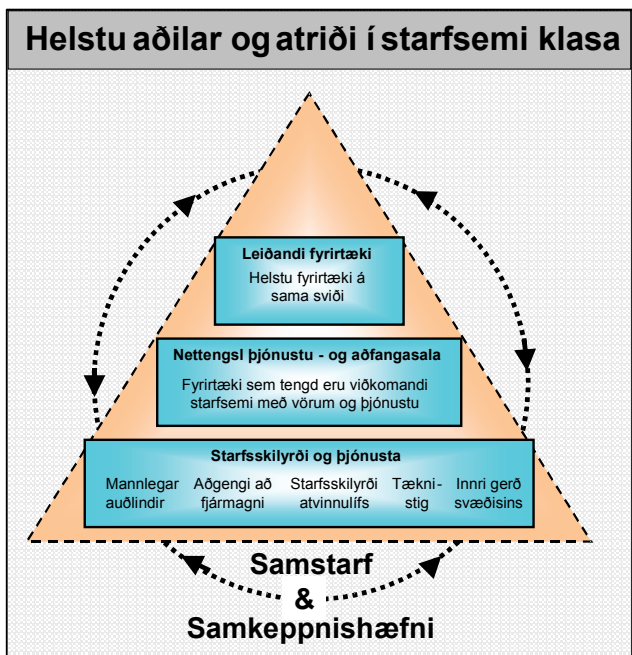 Helstu aðilar og atriði í starfsemi klasa
Leiðandi fyrirtæki
Helstu fyrirtæki á
sama sviði
Nettengsl þjónustu - og aðfangasala
Fyrirtæki sem tengd eru viðkomandi
starfsemi með vörum og þjónustu
Starfsskilyrði og þjónusta
Mannlegar Aðgengi að Starfsskilyrði Tækni- Innri gerð
auðlindir fjármagni atvinnulífs stig svæðisins
Samstarf
&
Samkeppnishæfni